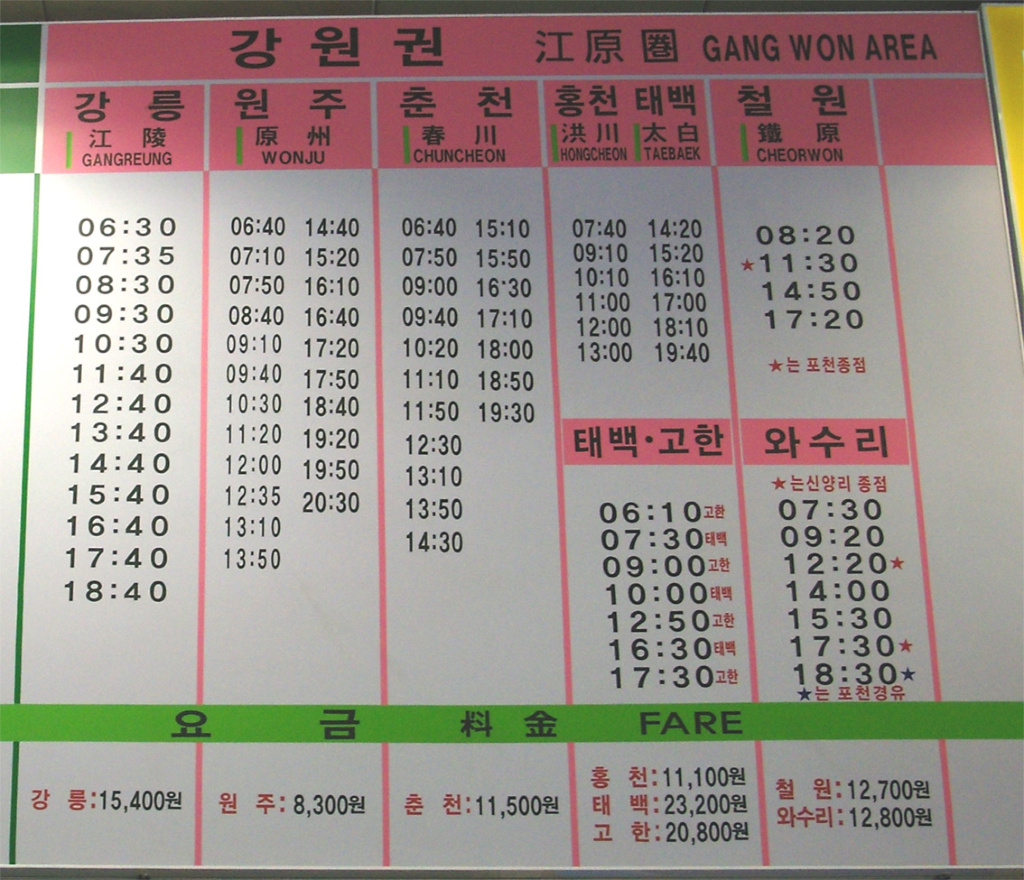 강 원 권 江原圈 GANG WON AREA
강 릉
江 陵
GANGREUNG
06:30
07:35
08:30
09:30
10:30
11:40
12:40
13:40
14:40
15:40
16:40
17:40
18:40
원 주
原 州
WONJU
06:40 14:40
07:10 15:20
07:50 16:10
08:40 16:40
09:10 17:20
09:40 17:50
10:30 18:40
11:20 19:20
12:00 19:50
12:35 20:30
13:10
13:50
춘 천
春 川
CHUNCHEON
06:40 15:10
07:50 15:50
09:00 16:30
09:40 17:10
10:20 18:00
11:10 18:50
11:50 19:30
12:30
13:10
13:50
14:30
홍천 태백
洪川 太白
HONGCHEON TAEBAEK
07:40 14:20
09:10 15:20
10:10 16:10
11:00 17:00
12:00 18:10
13:00 19:40
태백·고한
06:10고한
07:30태백
09:00고한
10:00태백
12:50고한
16:30태백
17:30고한
철 원
鐵 原
CHEORWON
08:20
★11:30
14:50
17:20
★는 포천종점
와수리
★는신양리 종점
07:30
09:20
12:20★
14:00
15:30
17:30★
18:30★
★는 포천경유
요 금 料 金 FARE
강 릉:15,400원
원 주: 8,300원
춘 천:11,500원
홍 천:11,100원
태 백:23,200원
고 한:20,800원
철 원:12,700원
와수리:12,800원